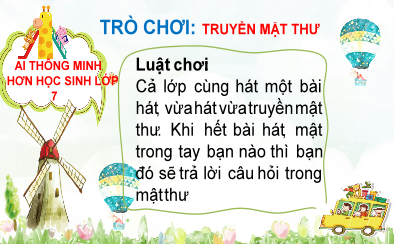 TRÒ CHƠI: TRUYỀN MẬT THƯ
AI THÔNG MINH
HƠN HỌC SINH LỚP
7
Luật chơi
Cả lớp cùng hát một bài
hát, vừa hát vừa truyền mật
thư. Khi hết bài hát, mật
trong tay bạn nào thì bạn
đó sẽ trả lời câu hỏi trong
mật thư